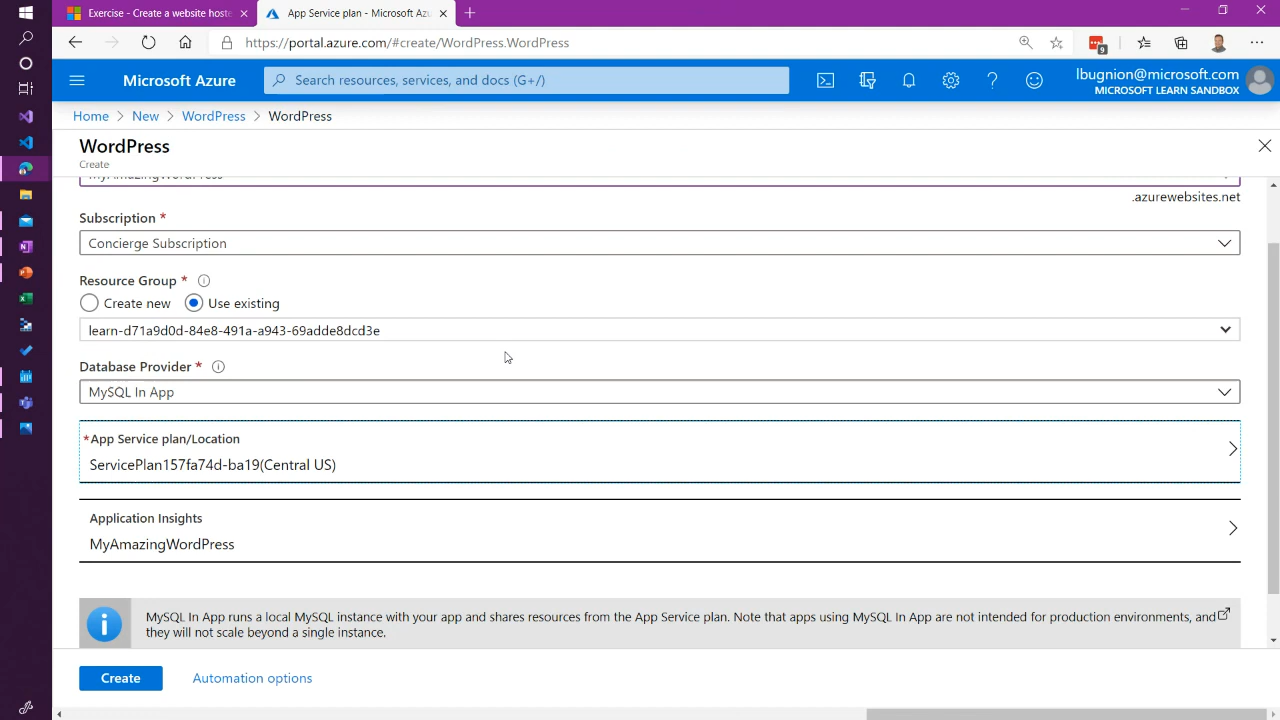 Exercise - Create a website hoste
App Service plan - Microsoft Azu
https://portal.azure.com/#create/WordPress.WordPress
9
Microsoft Azure
Search resources, services, and docs (G+/)
lbugnion@microsoft.com
MICROSOFT LEARN SANDBOX
Home > New > WordPress > WordPress
WordPress
Create
MyAmazingWordPress
.azurewebsites.net
Subscription *
Concierge Subscription
Resource Group *
Create new Use existing
learn-d71a9d0d-84e8-491a-a943-69adde8dcd3e
Database Provider *
MySQL In App
*App Service plan/Location
ServicePlan157fa74d-ba19(Central US)
Application Insights
MyAmazingWordPress
MySQL In App runs a local MySQL instance with your app and shares resources from the App Service plan. Note that apps using MySQL In App are not intended for production environments, and
they will not scale beyond a single instance.
Create Automation options